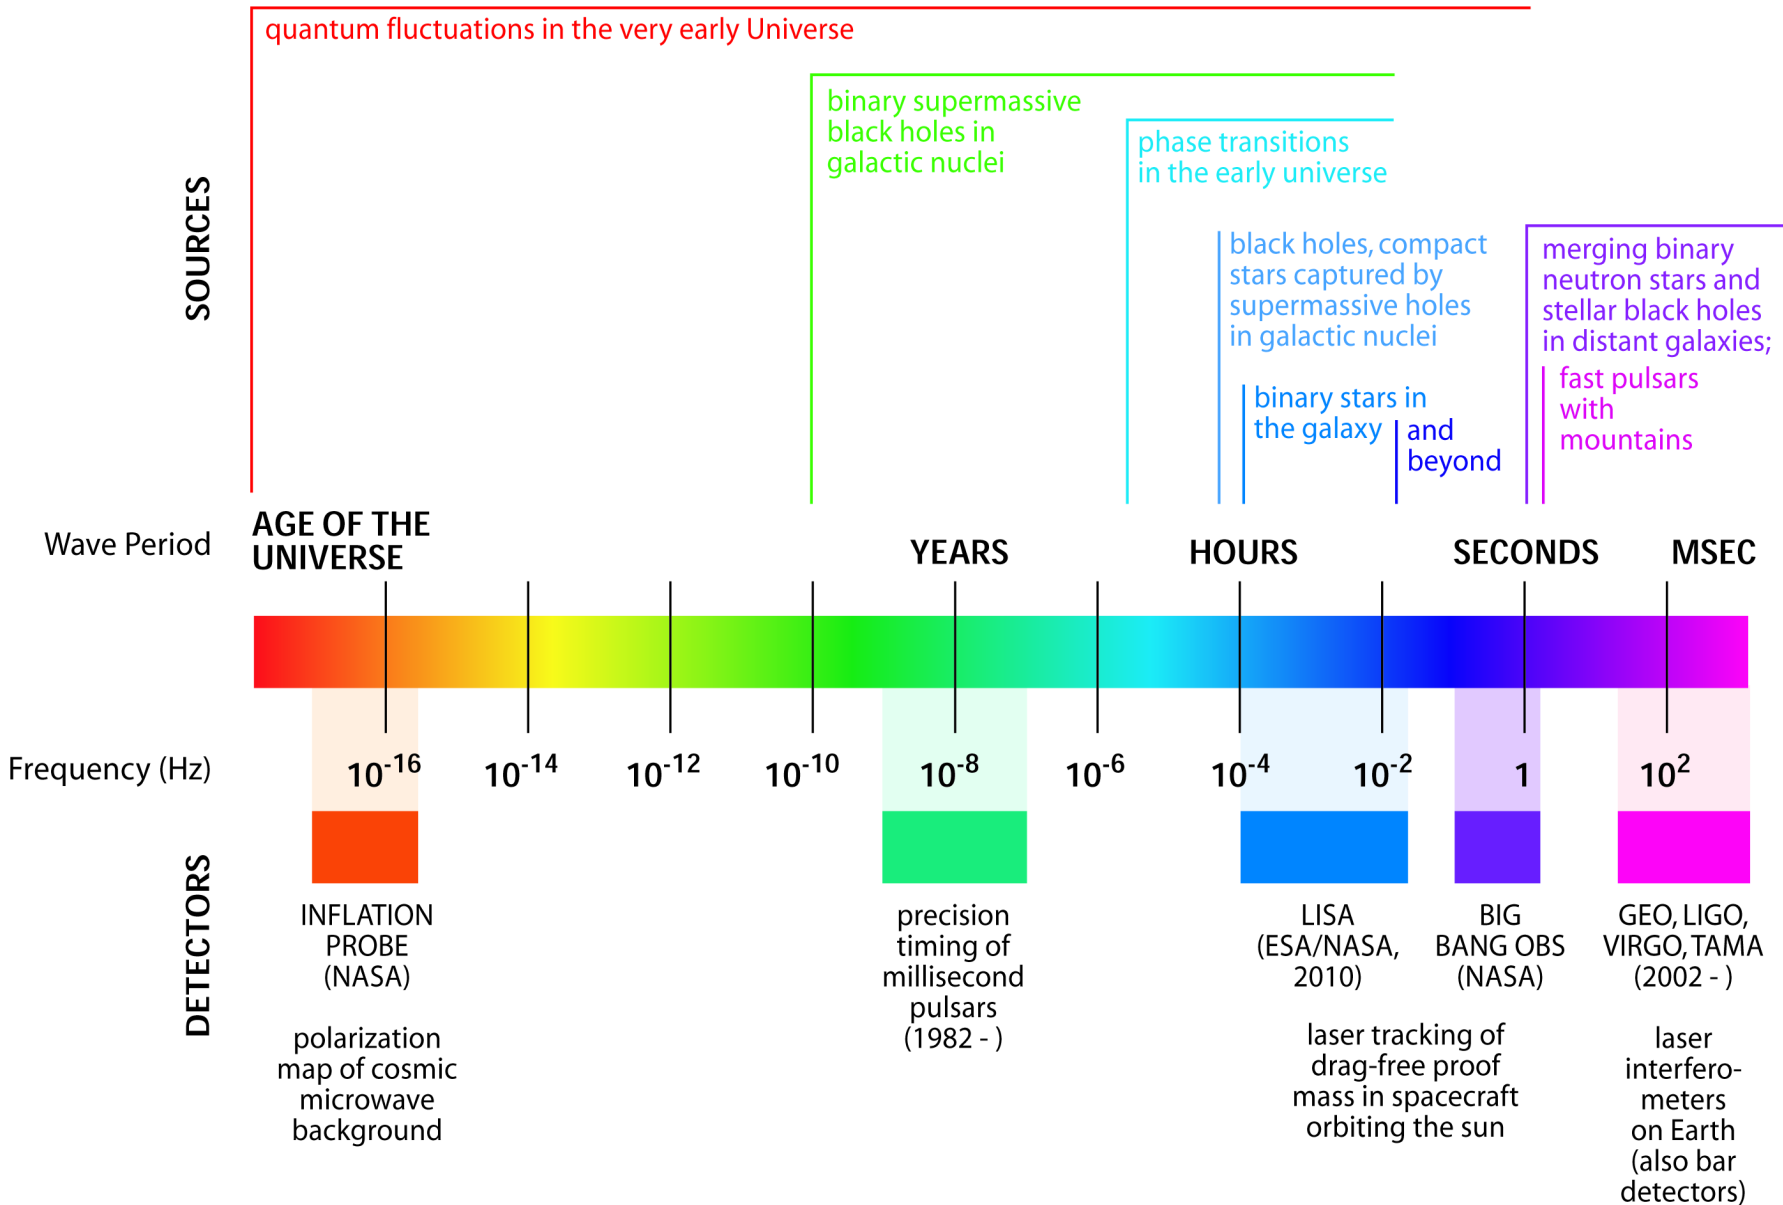 quantum fluctuations in the very early Universe
binary supermassive
black holes in
galactic nuclei
phase transitions
in the early universe
SOURCES
black holes, compact
stars captured by
supermassive holes
in galactic nuclei
merging binary
neutron stars and
stellar black holes
in distant galaxies;
fast pulsars
with
mountains
binary stars in
the galaxy
and
beyond
Wave Period
AGE OF THE
UNIVERSE
YEARS
HOURS
SECONDS
MSEC
Frequency (Hz)
10⁻¹⁶ 10⁻¹⁴ 10⁻¹² 10⁻¹⁰ 10⁻⁸ 10⁻⁶ 10⁻⁴ 10⁻² 1 10²
DETECTORS
INFLATION
PROBE
(NASA)
polarization
map of cosmic
microwave
background
precision
timing of
millisecond
pulsars
(1982 - )
LISA
(ESA/NASA,
2010)
BIG
BANG OBS
(NASA)
laser tracking of
drag-free proof
mass in spacecraft
orbiting the sun
GEO, LIGO,
VIRGO, TAMA
(2002 - )
laser
interfero-
meters
on Earth
(also bar
detectors)